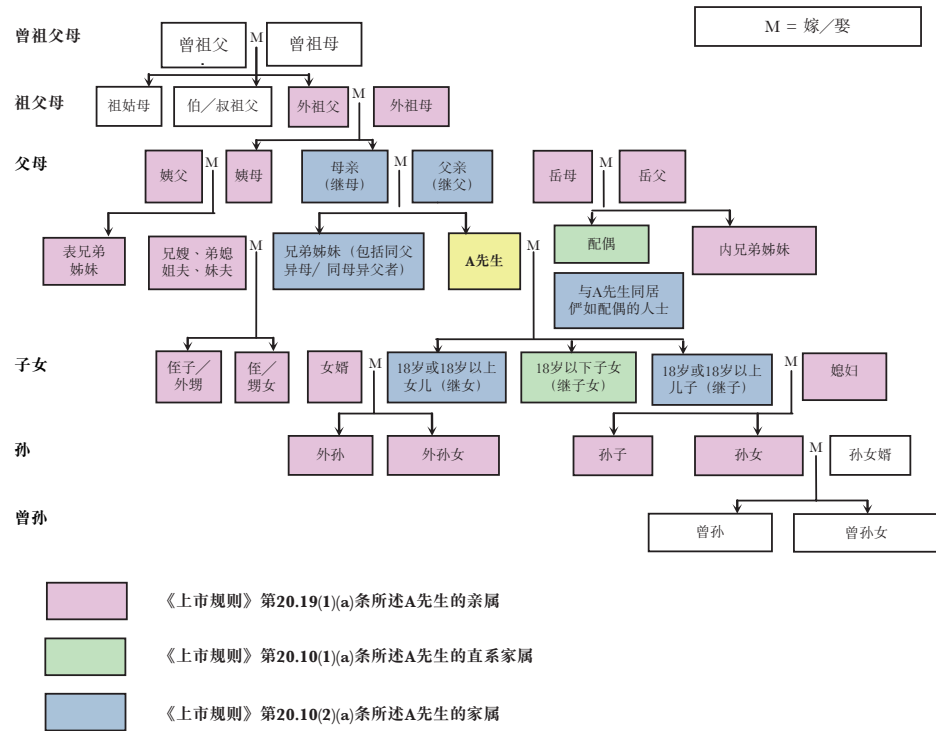 M = 嫁／娶
曾祖父母
曾祖父
M
曾祖母
祖父母
祖姑母
伯／叔祖父
外祖父
M
外祖母
父母
姨父
M
姨母
母亲
（继母）
M
父亲
（继父）
岳母
M
岳父
表兄弟
姊妹
兄嫂、弟媳
姐夫、妹夫
M
兄弟姊妹（包括同父
异母/ 同母异父者）
A先生
M
配偶
内兄弟姊妹
与A先生同居
俨如配偶的人士
子女
侄子／
外甥
侄／
甥女
女婿
M
18岁或18岁以上
女儿（继女）
18岁以下子女
（继子女）
18岁或18岁以上
儿子（继子）
M
媳妇
孙
外孙
外孙女
孙子
孙女
M
孙女婿
曾孙
曾孙
曾孙女
《上市规则》第20.19(1)(a)条所述A先生的亲属
《上市规则》第20.10(1)(a)条所述A先生的直系家属
《上市规则》第20.10(2)(a)条所述A先生的家属